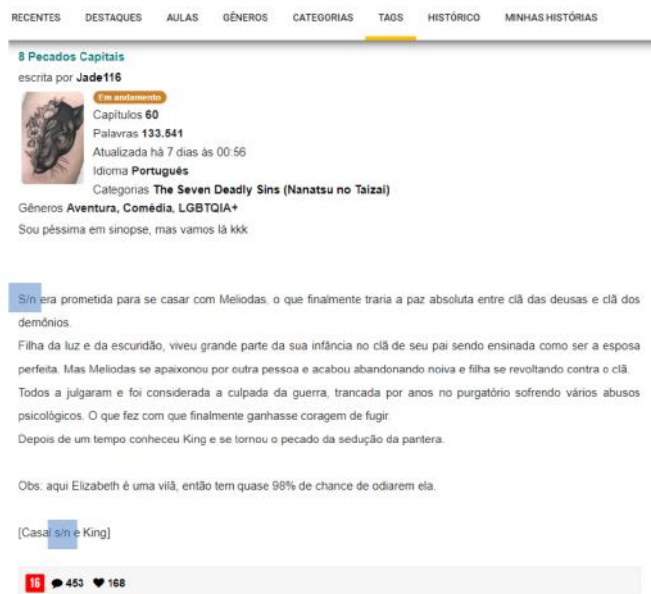 RECENTES DESTAQUES AULAS GÊNEROS CATEGORIAS TAGS HISTÓRICO MINHAS HISTÓRIAS
8 Pecados Capitais
escrita por Jade116
Em andamento
Capítulos 60
Palavras 133.541
Atualizada há 7 dias às 00:56
Idioma Português
Categorias The Seven Deadly Sins (Nanatsu no Taizai)
Gêneros Aventura, Comédia, LGBTQIA+
Sou péssima em sinopse, mas vamos lá kkk
S/n era prometida para se casar com Meliodas, o que finalmente traria a paz absoluta entre clã das deusas e clã dos
demônios.
Filha da luz e da escuridão, viveu grande parte da sua infância no clã de seu pai sendo ensinada como ser a esposa
perfeita. Mas Meliodas se apaixonou por outra pessoa e acabou abandonando noiva e filha se revoltando contra o clã.
Todos a julgaram e foi considerada a culpada da guerra, trancada por anos no purgatório sofrendo vários abusos
psicológicos. O que fez com que finalmente ganhasse coragem de fugir.
Depois de um tempo conheceu King e se tornou o pecado da sedução da pantera.
Obs: aqui Elizabeth é uma vilã, então tem quase 98% de chance de odiarem ela.
[Casal s/n e King]
16 453 168